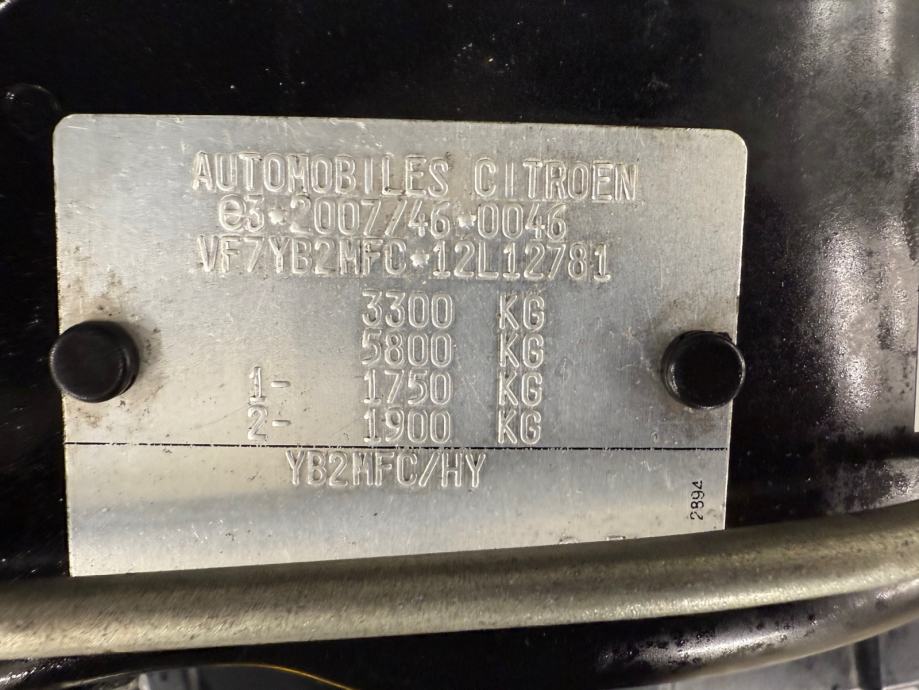 AUTOMOBILES CITROËN
e3*2007/46*0046
VF7YB2MFC*12L12781
3300 KG
5800 KG
1- 1750 KG
2- 1900 KG
YB2MFC/HY
2894